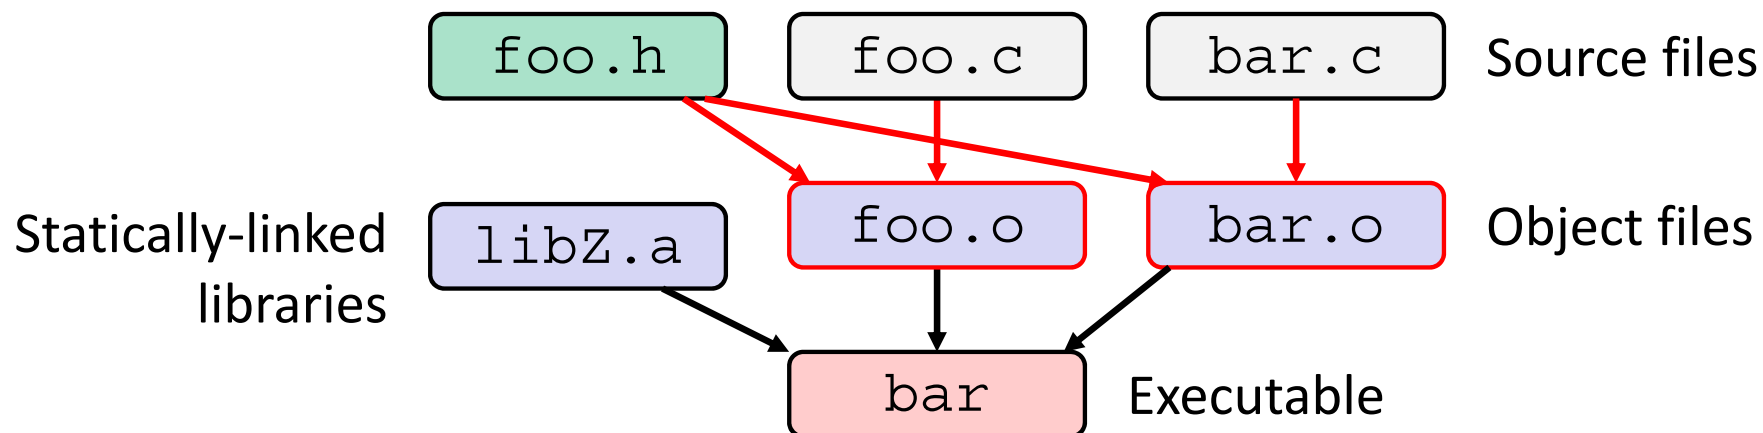 foo.h
foo.c
bar.c
Source files
Statically-linked
libraries
libZ.a
foo.o
bar.o
Object files
bar
Executable